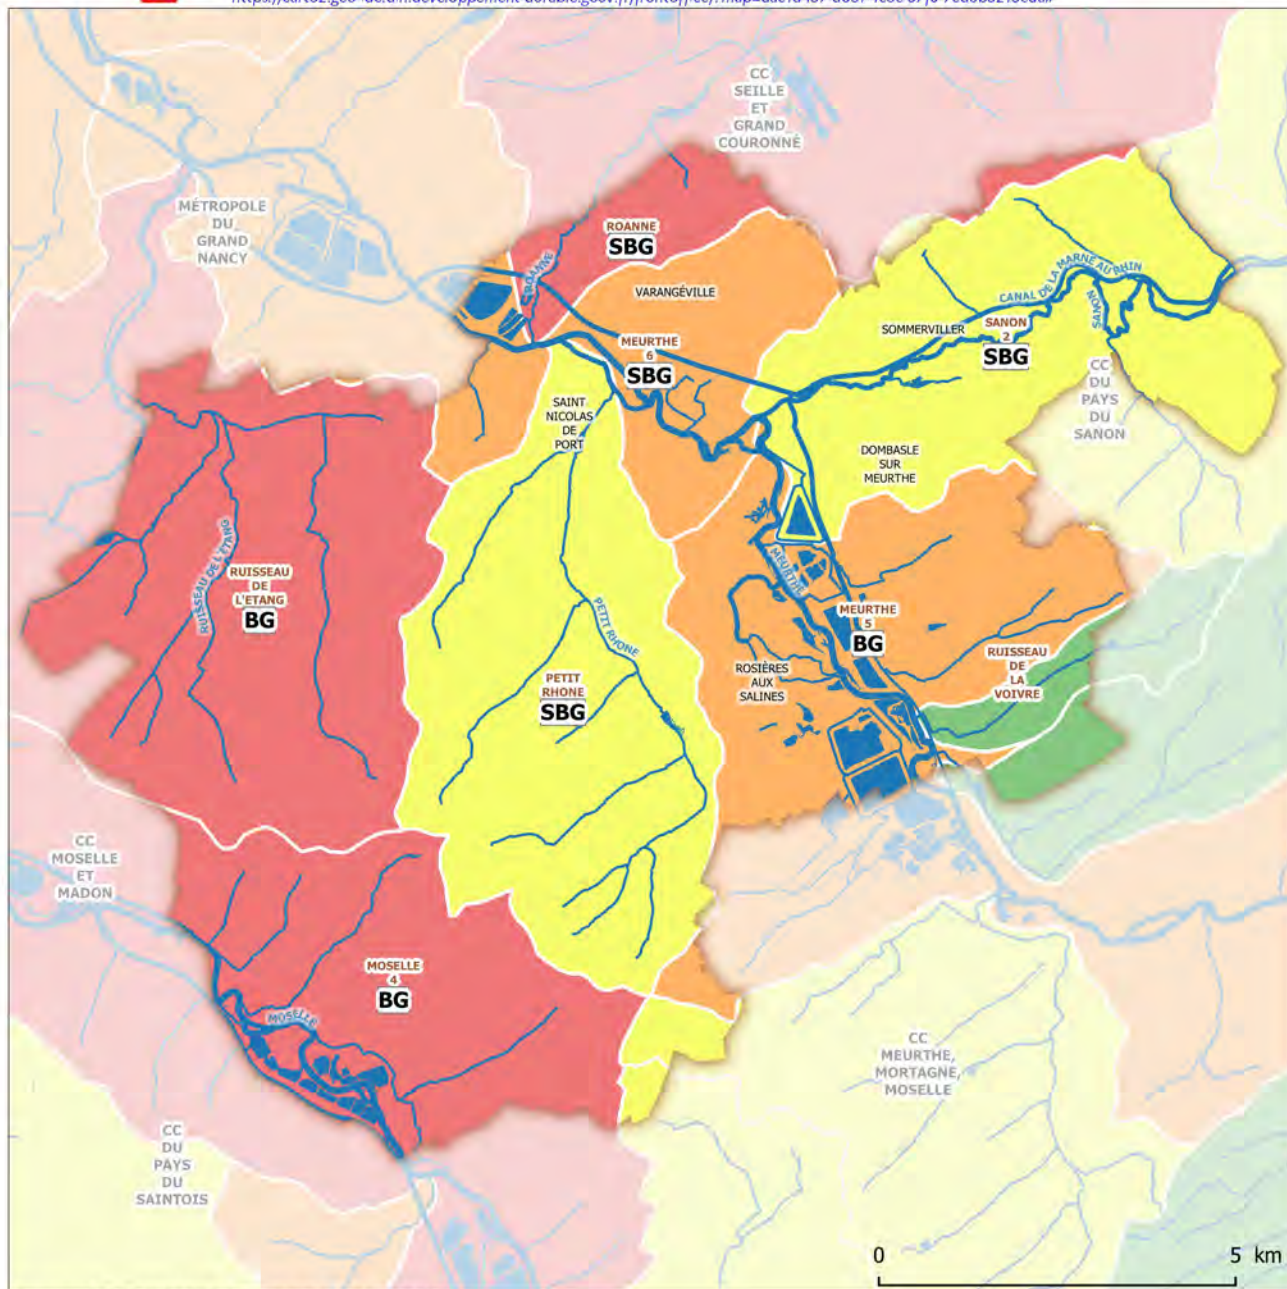 CC
SEILLE
ET
GRAND
COURONNÉ
MÉTROPOLE
DU
GRAND
NANCY
ROANNE
SBG
ROANNE
VARANGÉVILLE
CANAL DE LA MARNE AU RHIN
SANON
SOMMERVILLER
SANON
2
SBG
MEURTHE
6
SBG
CC
DU
PAYS
DU
SANON
SAINT
NICOLAS
DE
PORT
DOMBASLE
SUR
MEURTHE
RUISSEAU DE L'ÉTANG
RUISSEAU
DE
L'ETANG
BG
MEURTHE
PETIT RHONE
MEURTHE
5
BG
ROSIÈRES
AUX
SALINES
RUISSEAU
DE
LA
VOIVRE
PETIT
RHONE
SBG
CC
MOSELLE
ET
MADON
MOSELLE
4
BG
MOSELLE
CC
MEURTHE,
MORTAGNE,
MOSELLE
CC
DU
PAYS
DU
SAINTOIS
0 5 km